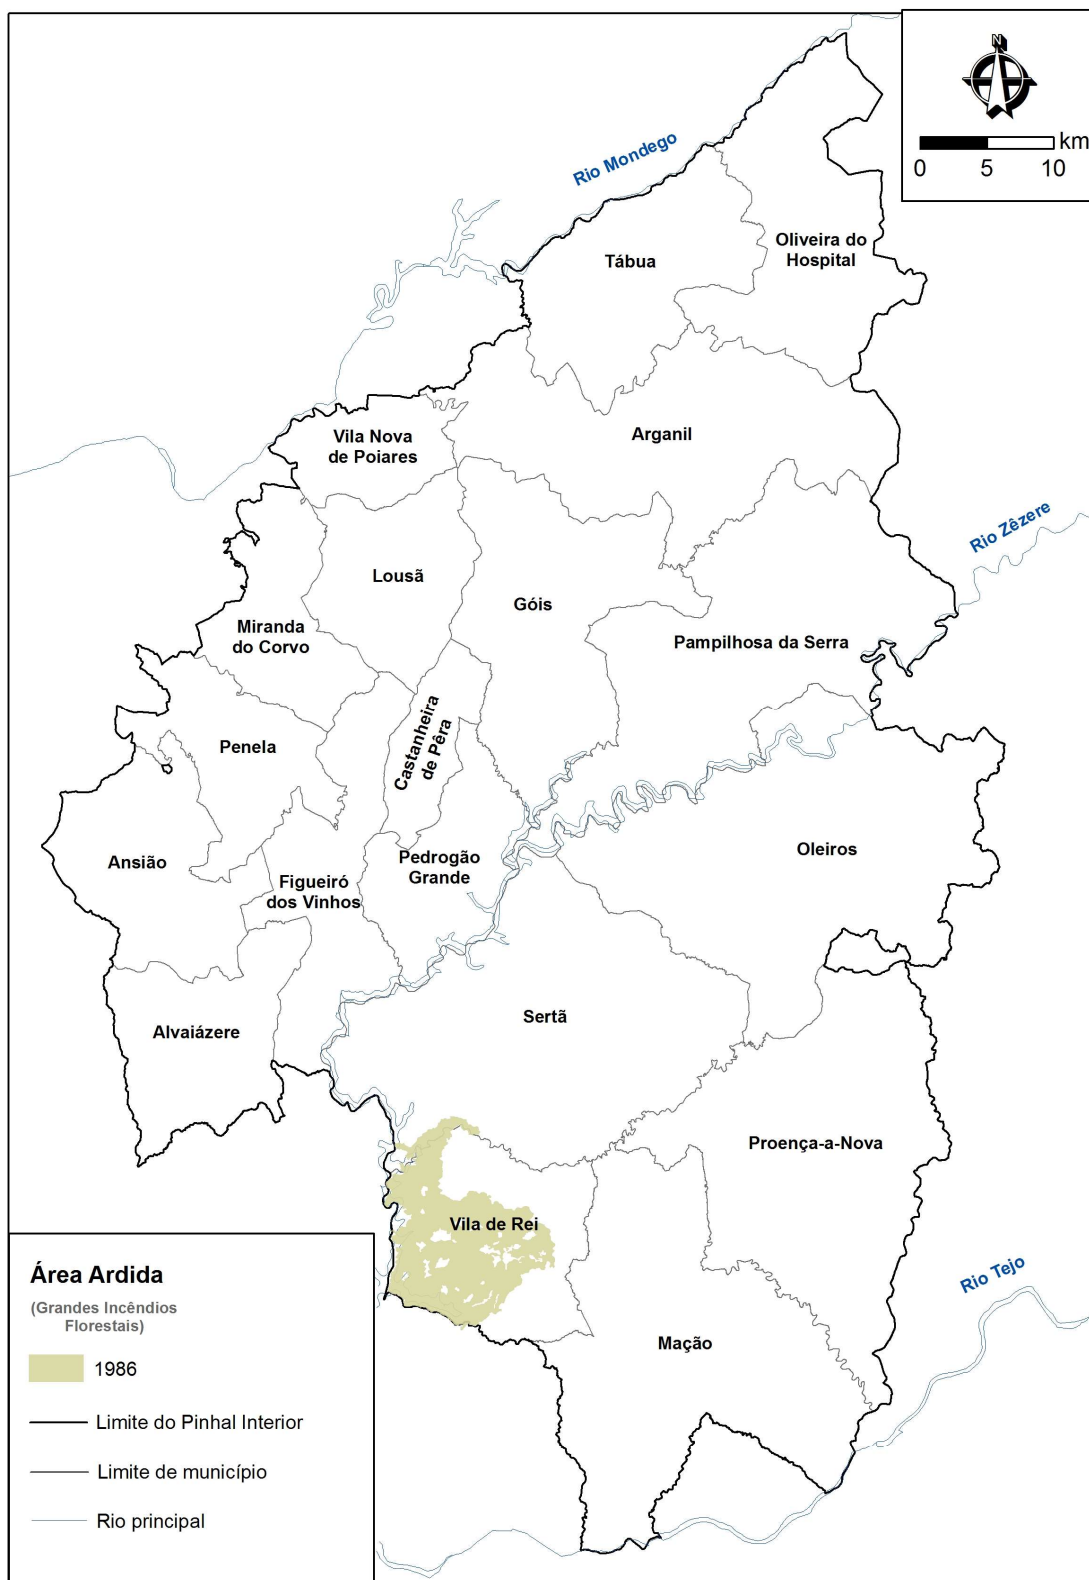 N
km
0 5 10
Rio Mondego
Oliveira do
Hospital
Tábua
Arganil
Vila Nova
de Poiares
Rio Zêzere
Lousã
Góis
Miranda
do Corvo
Pampilhosa da Serra
Castanheira
de Pêra
Penela
Oleiros
Ansião
Pedrogão
Grande
Figueiró
dos Vinhos
Sertã
Alvaiázere
Proença-a-Nova
Vila de Rei
Rio Tejo
Mação
Área Ardida
(Grandes Incêndios
Florestais)
1986
Limite do Pinhal Interior
Limite de município
Rio principal